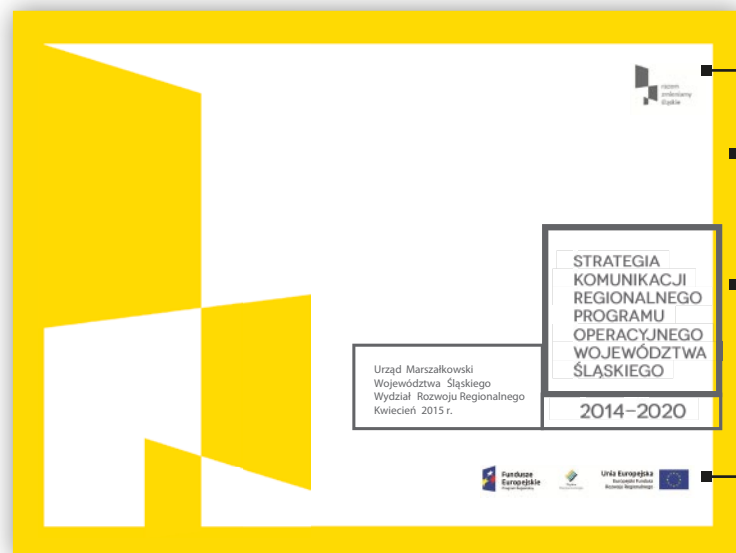 razem
zmieniamy
śląskie
STRATEGIA
KOMUNIKACJI
REGIONALNEGO
PROGRAMU
OPERACYJNEGO
WOJEWÓDZTWA
ŚLĄSKIEGO
Urząd Marszałkowski
Województwa Śląskiego
Wydział Rozwoju Regionalnego
Kwiecień 2015 r.
2014–2020
Fundusze
Europejskie
Program Regionalny
Unia Europejska
Europejski Fundusz
Rozwoju Regionalnego